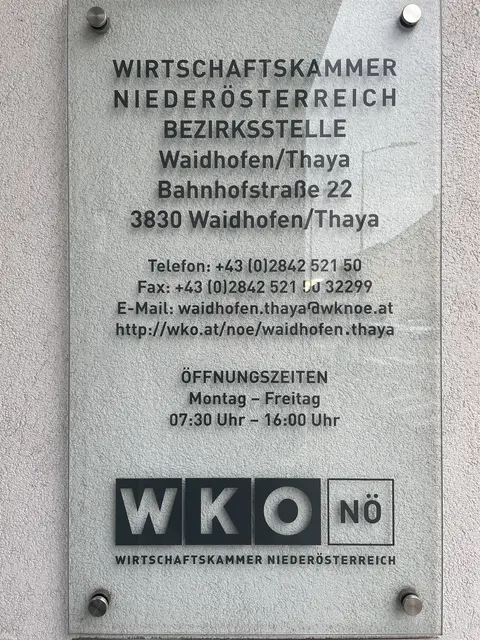 WIRTSCHAFTSKAMMER
NIEDERÖSTERREICH
BEZIRKSSTELLE
Waidhofen/Thaya
Bahnhofstraße 22
3830 Waidhofen/Thaya
Telefon: +43 (0)2842 521 50
Fax: +43 (0)2842 521 50 32299
E-Mail: waidhofen.thaya@wknoe.at
http://wko.at/noe/waidhofen.thaya
ÖFFNUNGSZEITEN
Montag – Freitag
07:30 Uhr – 16:00 Uhr
WKO NÖ
WIRTSCHAFTSKAMMER NIEDERÖSTERREICH